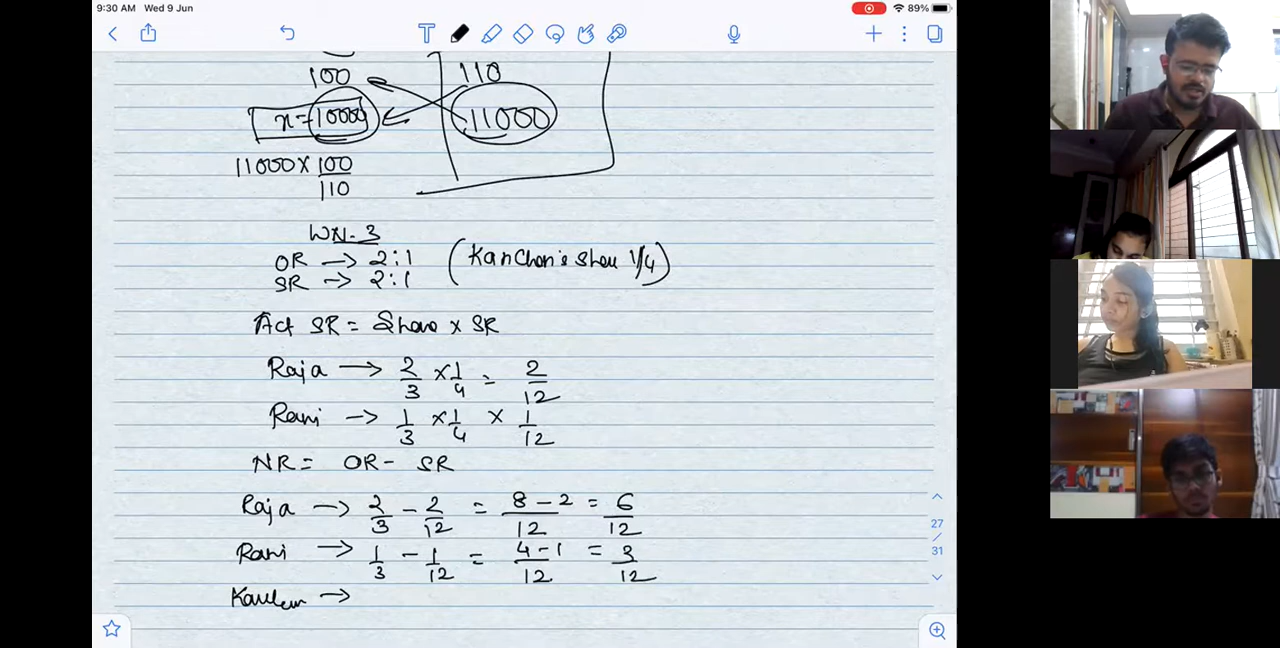 9:30 AM Wed 9 Jun 89%
100 110
x=10000 11000
11000 × 100
110
WN-3
OR → 2:1 (Kanchan's Share 1/4)
SR → 2:1
Act SR = Share × SR
Raja → 2/3 × 1/4 = 2/12
Rani → 1/3 × 1/4 × 1/12
NR = OR - SR
Raja → 2/3 - 2/12 = 8-2/12 = 6/12
Rani → 1/3 - 1/12 = 4-1/12 = 3/12
→
27
/
31